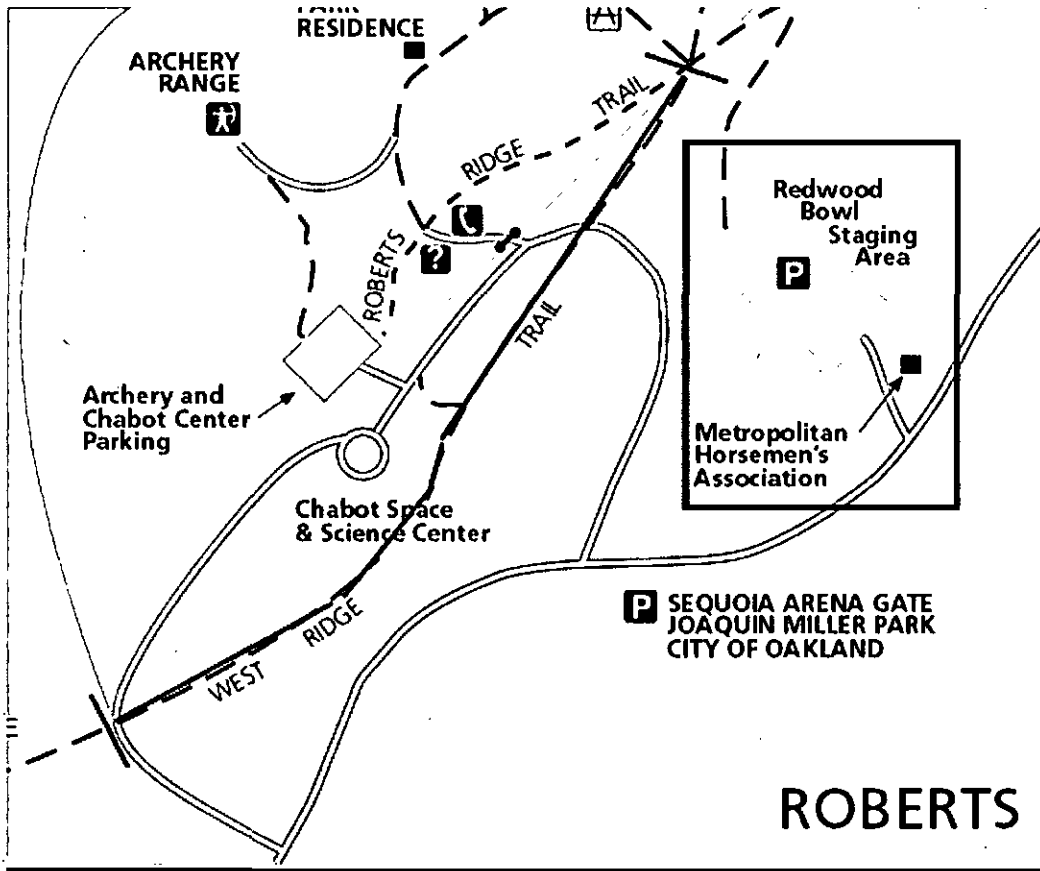 PARK
RESIDENCE
ARCHERY
RANGE
ROBERTS
RIDGE
TRAIL
?
Redwood
Bowl
Staging
Area
P
TRAIL
Archery and
Chabot Center
Parking
Metropolitan
Horsemen's
Association
Chabot Space
& Science Center
P
SEQUOIA ARENA GATE
JOAQUIN MILLER PARK
CITY OF OAKLAND
WEST
RIDGE
ROBERTS